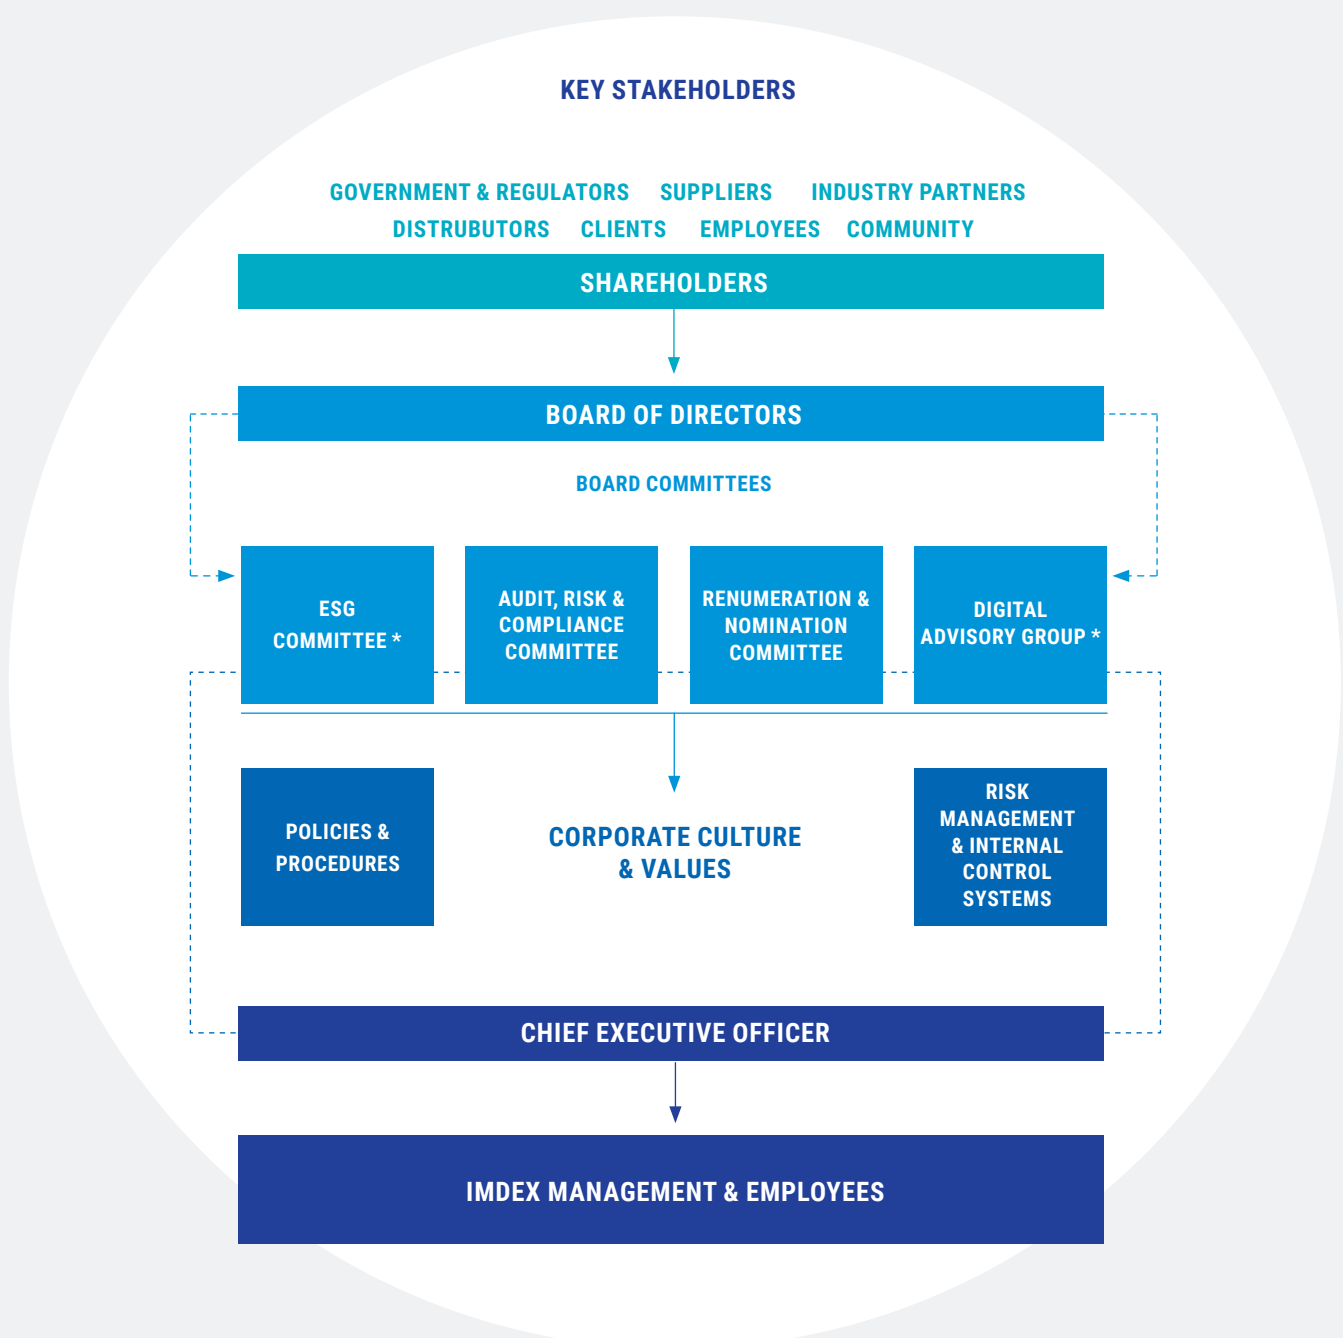 KEY STAKEHOLDERS
GOVERNMENT & REGULATORS SUPPLIERS INDUSTRY PARTNERS
DISTRUBUTORS CLIENTS EMPLOYEES COMMUNITY
SHAREHOLDERS
BOARD OF DIRECTORS
BOARD COMMITTEES
ESG
COMMITTEE *
AUDIT, RISK &
COMPLIANCE
COMMITTEE
RENUMERATION &
NOMINATION
COMMITTEE
DIGITAL
ADVISORY GROUP *
POLICIES &
PROCEDURES
CORPORATE CULTURE
& VALUES
RISK
MANAGEMENT
& INTERNAL
CONTROL
SYSTEMS
CHIEF EXECUTIVE OFFICER
IMDEX MANAGEMENT & EMPLOYEES